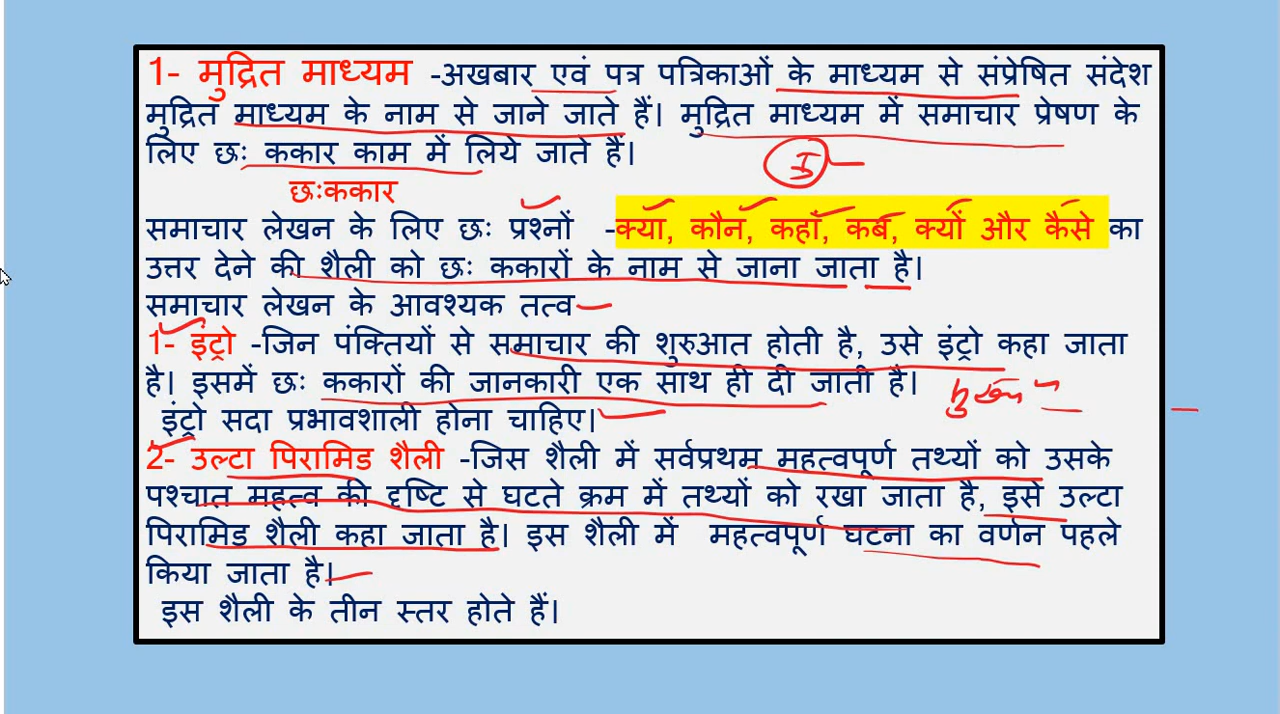 1- मुद्रित माध्यम -अखबार एवं पत्र पत्रिकाओं के माध्यम से संप्रेषित संदेश
मुद्रित माध्यम के नाम से जाने जाते हैं। मुद्रित माध्यम में समाचार प्रेषण के
लिए छः ककार काम में लिये जाते हैं।
छःककार
समाचार लेखन के लिए छः प्रश्नों -क्या, कौन, कहाँ, कब, क्यों और कैसे का
उत्तर देने की शैली को छः ककारों के नाम से जाना जाता है।
समाचार लेखन के आवश्यक तत्व
1- इंट्रो -जिन पंक्तियों से समाचार की शुरुआत होती है, उसे इंट्रो कहा जाता
है। इसमें छः ककारों की जानकारी एक साथ ही दी जाती है।
इंट्रो सदा प्रभावशाली होना चाहिए।
2- उल्टा पिरामिड शैली -जिस शैली में सर्वप्रथम महत्वपूर्ण तथ्यों को उसके
पश्चात महत्व की दृष्टि से घटते क्रम में तथ्यों को रखा जाता है, इसे उल्टा
पिरामिड शैली कहा जाता है। इस शैली में महत्वपूर्ण घटना का वर्णन पहले
किया जाता है।
इस शैली के तीन स्तर होते हैं।